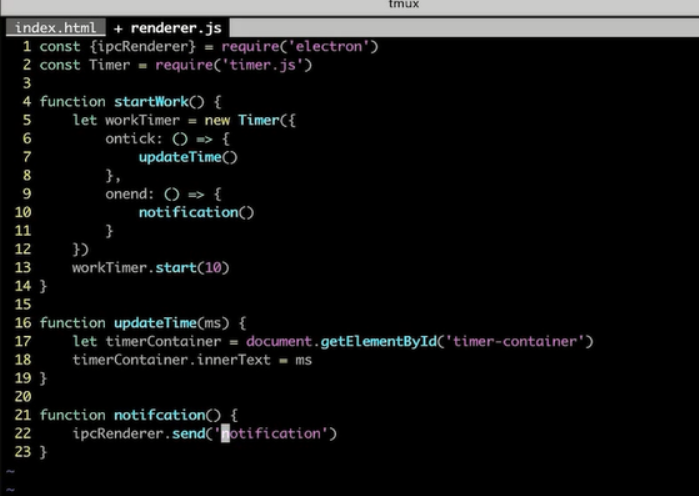 tmux
index.html + renderer.js
1 const {ipcRenderer} = require('electron')
2 const Timer = require('timer.js')
3
4 function startWork() {
5     let workTimer = new Timer({
6         ontick: () => {
7             updateTime()
8         },
9         onend: () => {
10             notification()
11         }
12     })
13     workTimer.start(10)
14 }
15
16 function updateTime(ms) {
17     let timerContainer = document.getElementById('timer-container')
18     timerContainer.innerText = ms
19 }
20
21 function notifcation() {
22     ipcRenderer.send('notification')
23 }
~
~